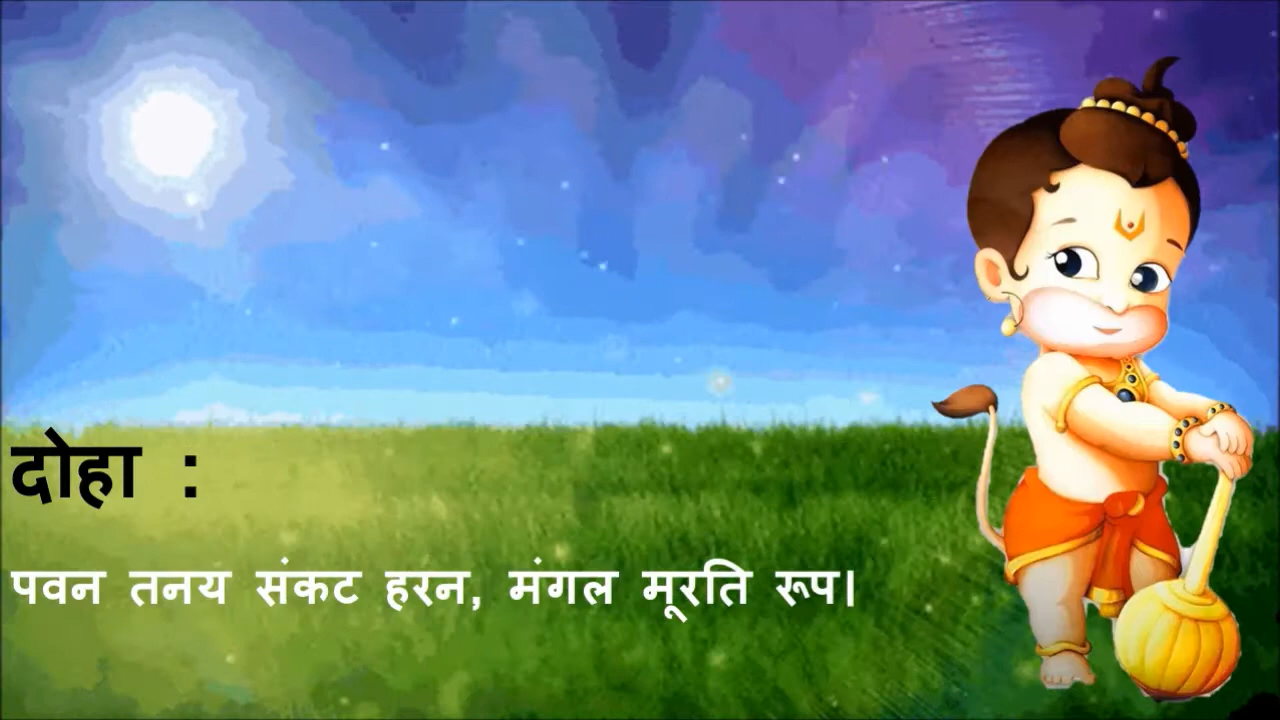 दोहा :
पवन तनय संकट हरन, मंगल मूरति रूप।